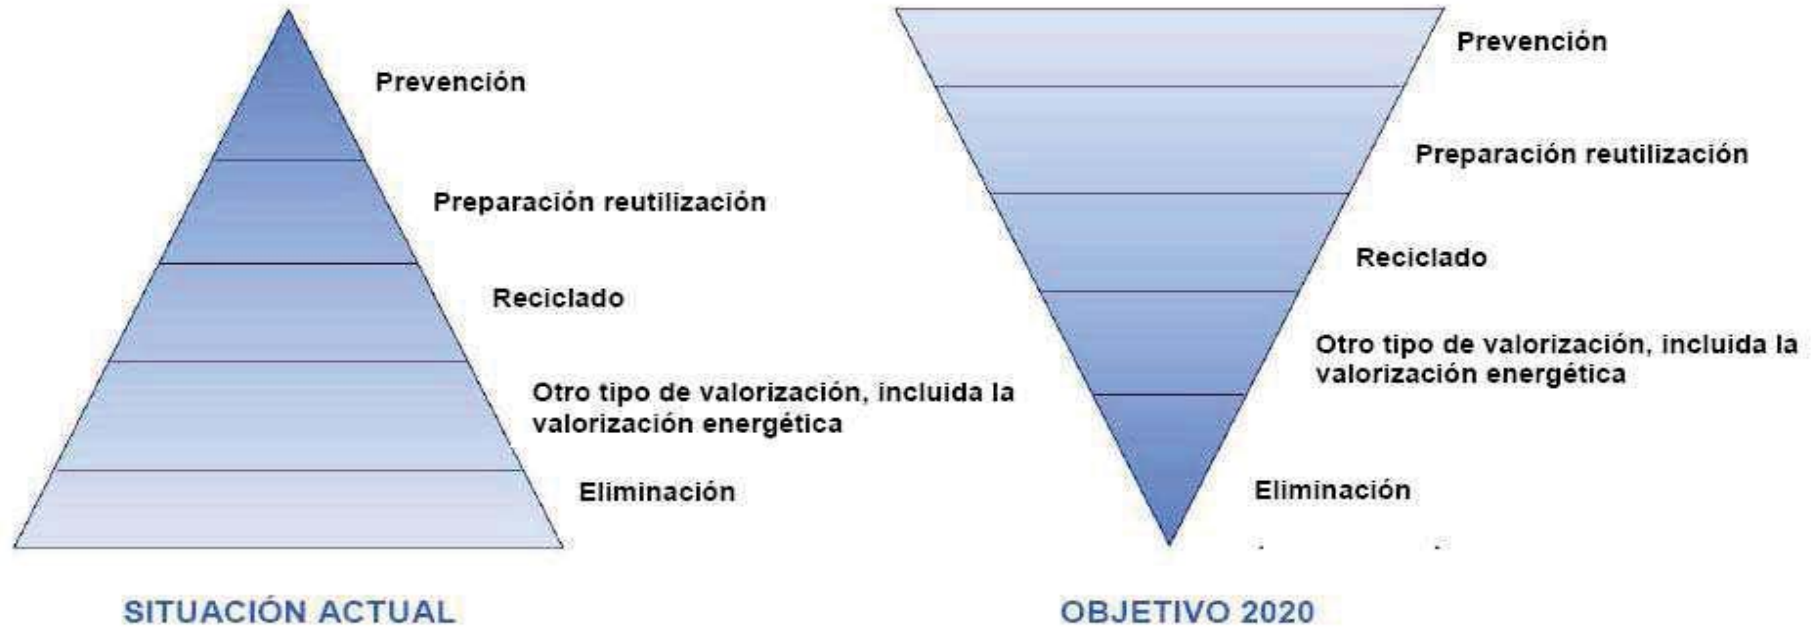 Prevención
Preparación reutilización
Reciclado
Otro tipo de valorización, incluida la
valorización energética
Eliminación
SITUACIÓN ACTUAL
Prevención
Preparación reutilización
Reciclado
Otro tipo de valorización, incluida la
valorización energética
Eliminación
OBJETIVO 2020